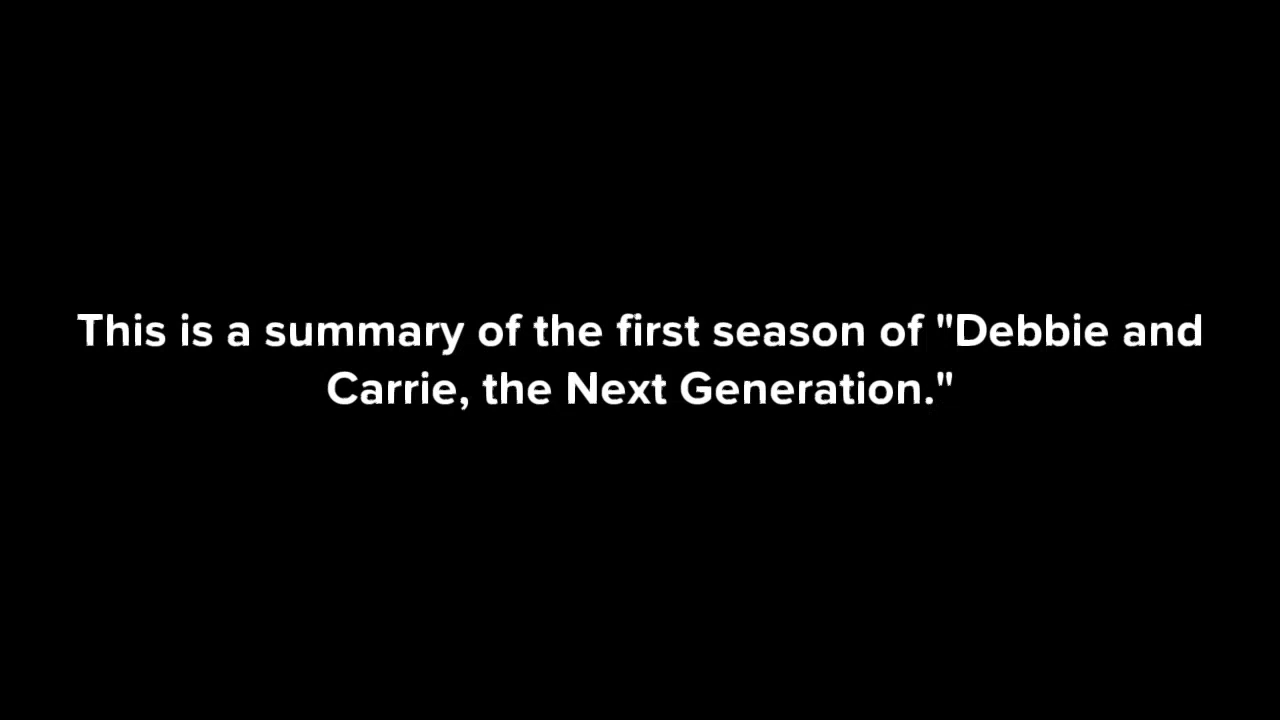 This is a summary of the first season of "Debbie and
Carrie, the Next Generation."